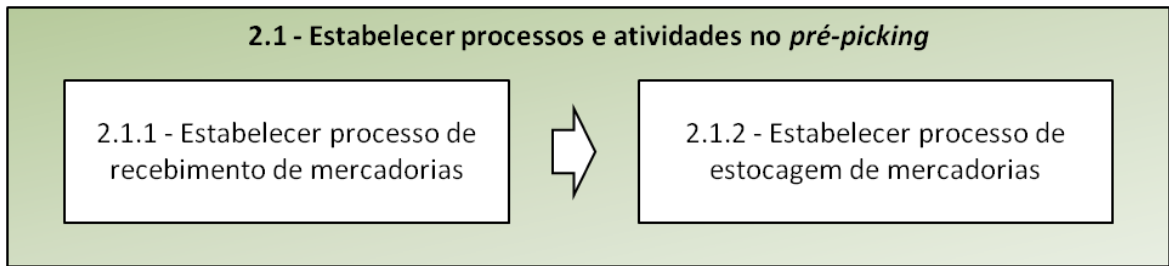 2.1 - Estabelecer processos e atividades no pré-picking
2.1.1 - Estabelecer processo de
recebimento de mercadorias
2.1.2 - Estabelecer processo de
estocagem de mercadorias